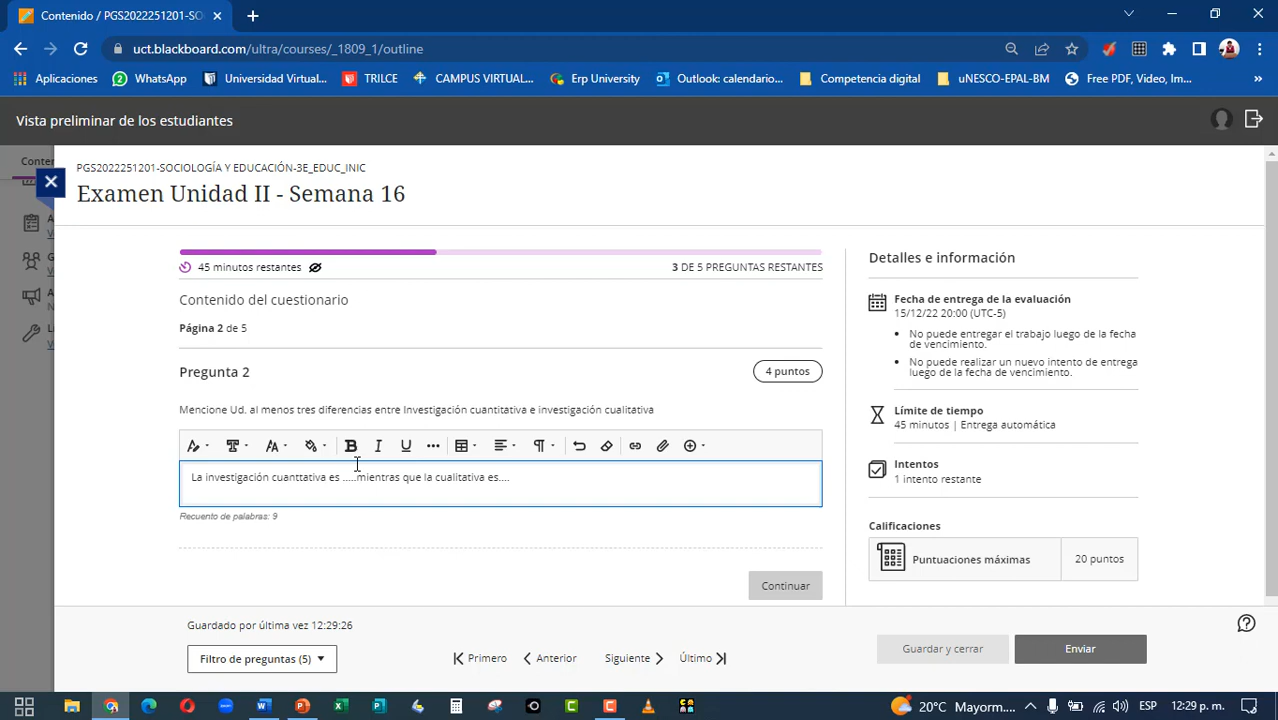 Contenido / PGS2022251201-SO
uct.blackboard.com/ultra/courses/_1809_1/outline
Aplicaciones
WhatsApp
Universidad Virtual...
TRILCE
CAMPUS VIRTUAL...
Erp University
Outlook: calendario...
Competencia digital
uNESCO-EPAL-BM
Free PDF, Video, Im...
»
Vista preliminar de los estudiantes
Conten
PGS2022251201-SOCIOLOGÍA Y EDUCACIÓN-3E_EDUC_INIC
Examen Unidad II - Semana 16
45 minutos restantes
3 DE 5 PREGUNTAS RESTANTES
Contenido del cuestionario
Página 2 de 5
Pregunta 2
4 puntos
Mencione Ud. al menos tres diferencias entre Investigación cuantitativa e investigación cualitativa
La investigación cuanttativa es .....mientras que la cualitativa es....
Recuento de palabras: 9
Continuar
Detalles e información
Fecha de entrega de la evaluación
15/12/22 20:00 (UTC-5)
No puede entregar el trabajo luego de la fecha
de vencimiento.
No puede realizar un nuevo intento de entrega
luego de la fecha de vencimiento.
Límite de tiempo
45 minutos | Entrega automática
Intentos
1 intento restante
Calificaciones
Puntuaciones máximas
20 puntos
Guardado por última vez 12:29:26
Filtro de preguntas (5)
Primero
Anterior
Siguiente
Último
Guardar y cerrar
Enviar
20°C Mayorm...
ESP
12:29 p. m.